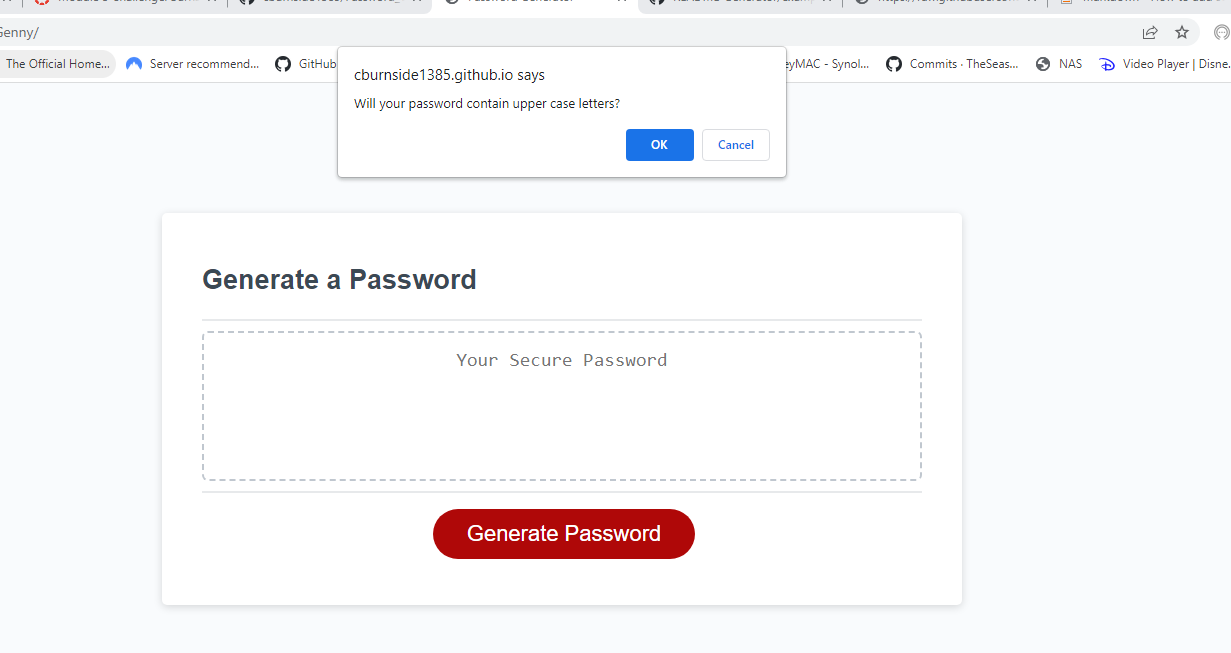 Genny/
The Official Home...
Server recommend...
GitHub
eyMAC - Synol...
Commits · TheSeas...
NAS
Video Player | Disne.
cburnside1385.github.io says
Will your password contain upper case letters?
OK
Cancel
Generate a Password
Your Secure Password
Generate Password